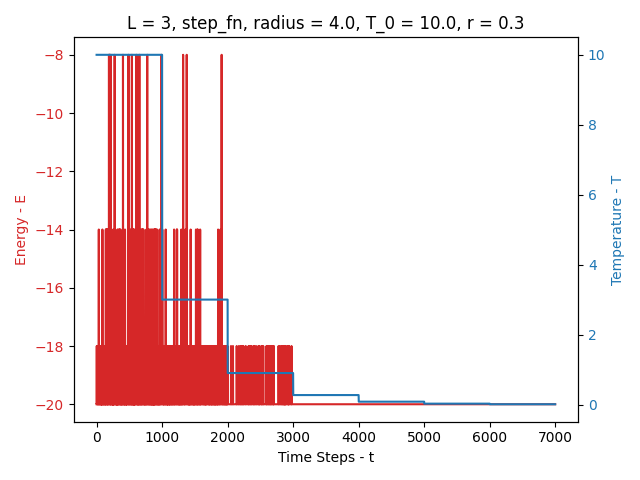 L = 3, step_fn, radius = 4.0, T_0 = 10.0, r = 0.3
Energy - E
−8
−10
−12
−14
−16
−18
−20
10
8
6
4
2
0
Temperature - T
0 1000 2000 3000 4000 5000 6000 7000
Time Steps - t